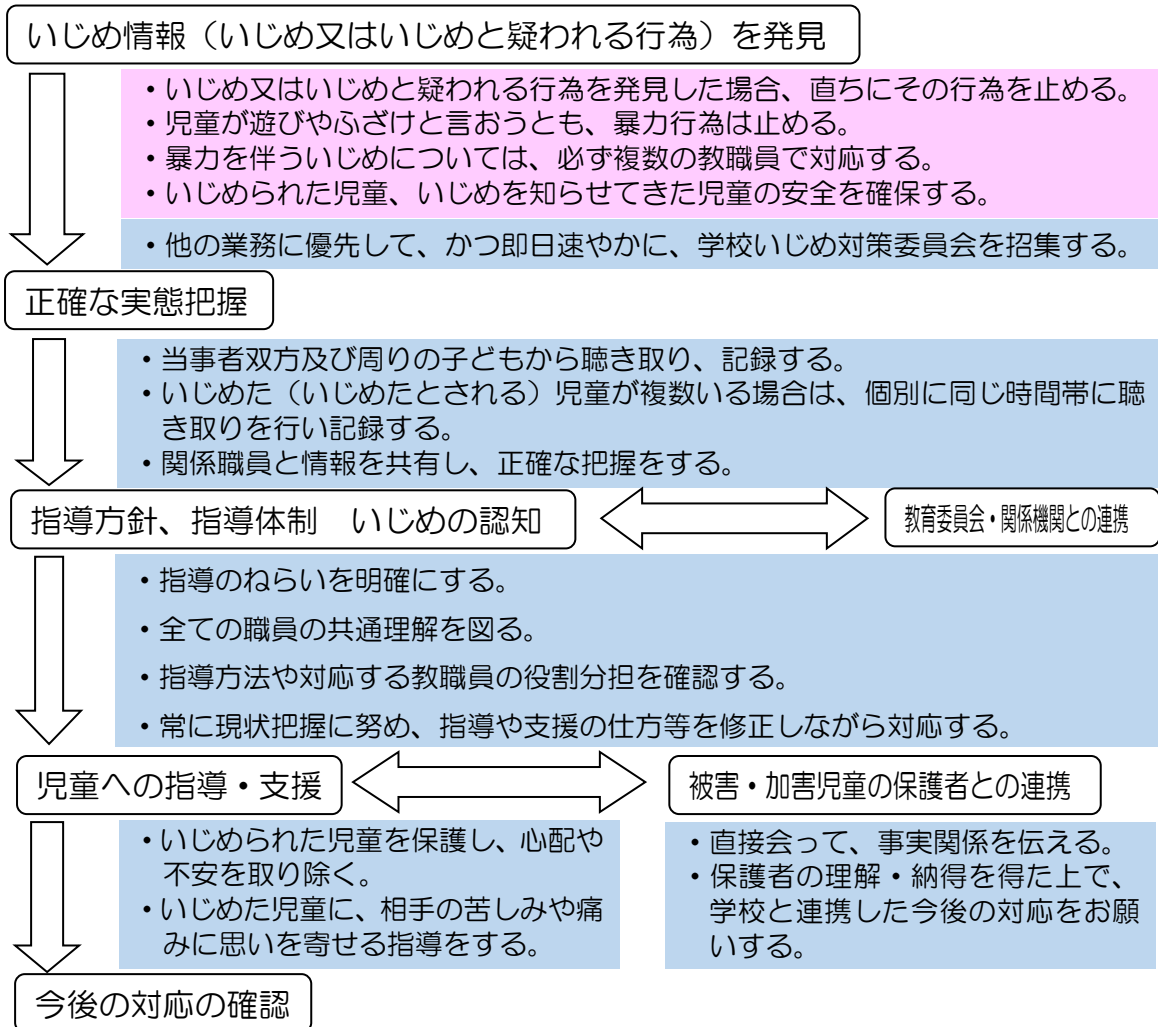 いじめ情報（いじめ又はいじめと疑われる行為）を発見
・いじめ又はいじめと疑われる行為を発見した場合、直ちにその行為を止める。
・児童が遊びやふざけと言おうとも、暴力行為は止める。
・暴力を伴ういじめについては、必ず複数の教職員で対応する。
・いじめられた児童、いじめを知らせてきた児童の安全を確保する。
・他の業務に優先して、かつ即日速やかに、学校いじめ対策委員会を招集する。
正確な実態把握
・当事者双方及び周りの子どもから聴き取り、記録する。
・いじめた（いじめたとされる）児童が複数いる場合は、個別に同じ時間帯に聴
き取りを行い記録する。
・関係職員と情報を共有し、正確な把握をする。
指導方針、指導体制　いじめの認知
教育委員会・関係機関との連携
・指導のねらいを明確にする。
・全ての職員の共通理解を図る。
・指導方法や対応する教職員の役割分担を確認する。
・常に現状把握に努め、指導や支援の仕方等を修正しながら対応する。
児童への指導・支援
被害・加害児童の保護者との連携
・いじめられた児童を保護し、心配や
不安を取り除く。
・いじめた児童に、相手の苦しみや痛
みに思いを寄せる指導をする。
・直接会って、事実関係を伝える。
・保護者の理解・納得を得た上で、
学校と連携した今後の対応をお願
いする。
今後の対応の確認